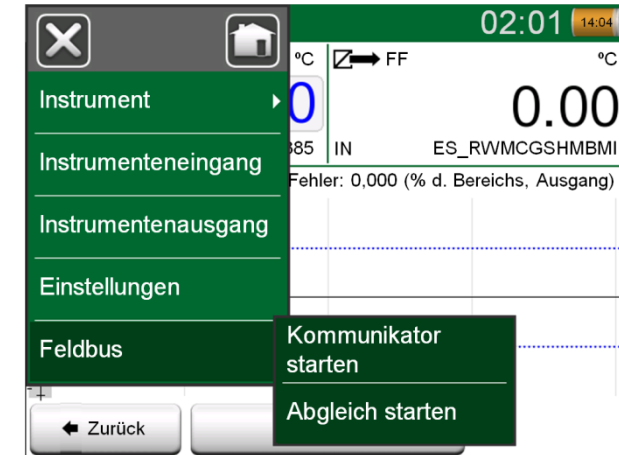 02:01 14:04
°C
FF
°C
0
0.00
385
IN
ES_RWMCGSHMBMI
Fehler: 0,000 (% d. Bereichs, Ausgang)
Instrument
Instrumenteneingang
Instrumentenausgang
Einstellungen
Feldbus
Kommunikator
starten
Abgleich starten
Zurück